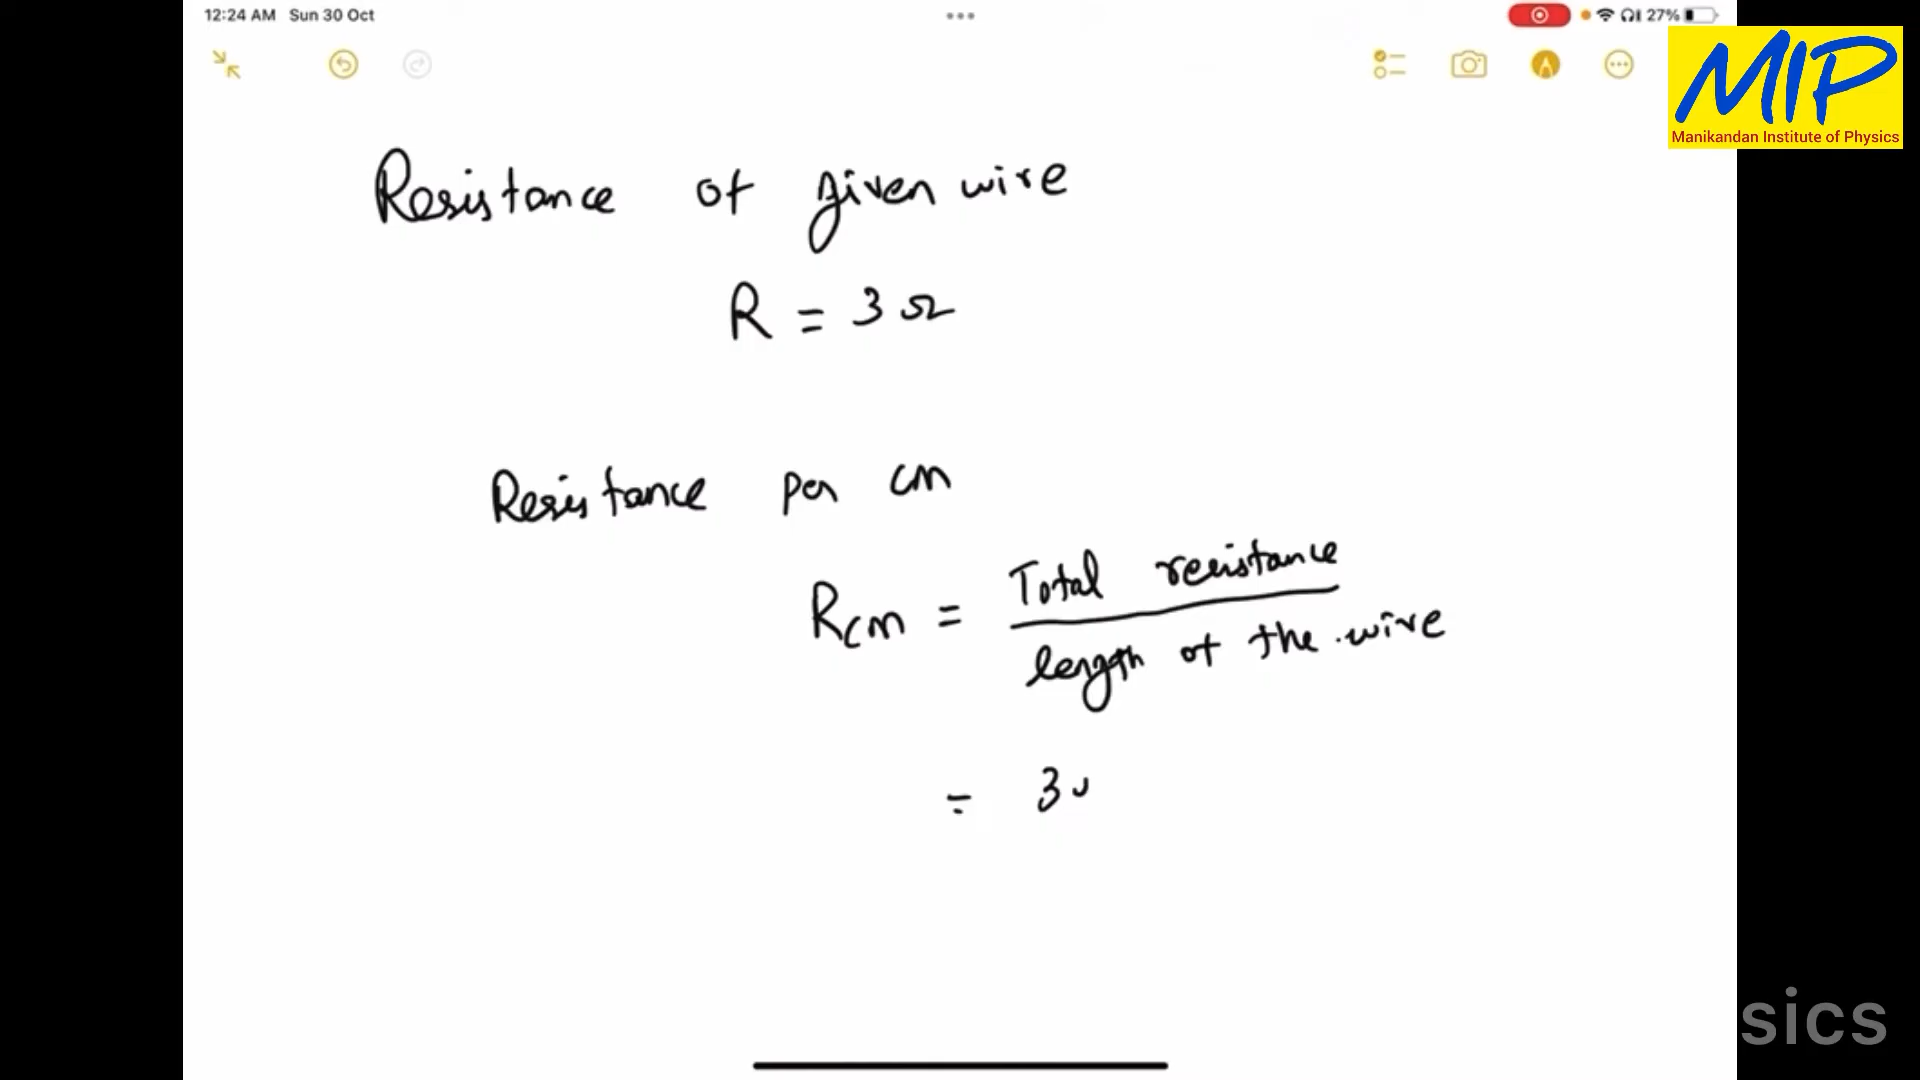 12:24 AM Sun 30 Oct
27%
MIP
Manikandan Institute of Physics
Resistance of given wire
R = 3 Ω
Resistance per cm
Rcm = Total resistance
length of the wire
= 3
sics